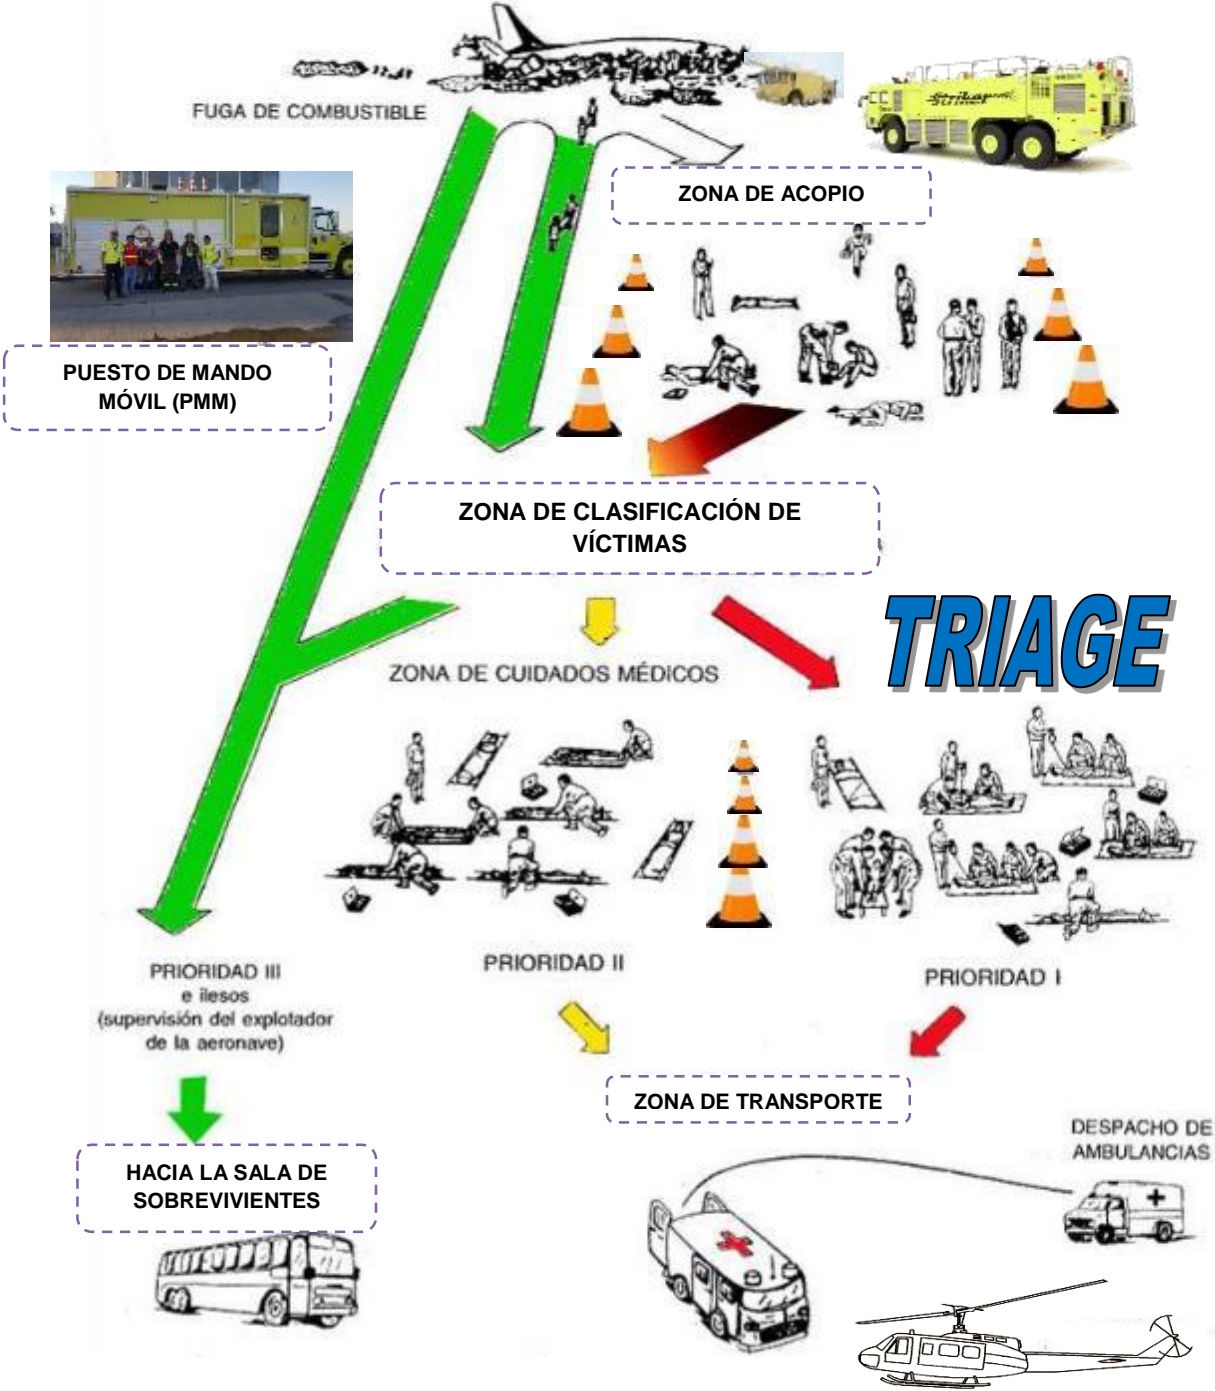 FUGA DE COMBUSTIBLE
Striker
ZONA DE ACOPIO
PUESTO DE MANDO
MÓVIL (PMM)
ZONA DE CLASIFICACIÓN DE
VÍCTIMAS
TRIAGE
ZONA DE CUIDADOS MÉDICOS
PRIORIDAD III
e ilesos
(supervisión del explotador
de la aeronave)
PRIORIDAD II
PRIORIDAD I
ZONA DE TRANSPORTE
DESPACHO DE
AMBULANCIAS
HACIA LA SALA DE
SOBREVIVIENTES